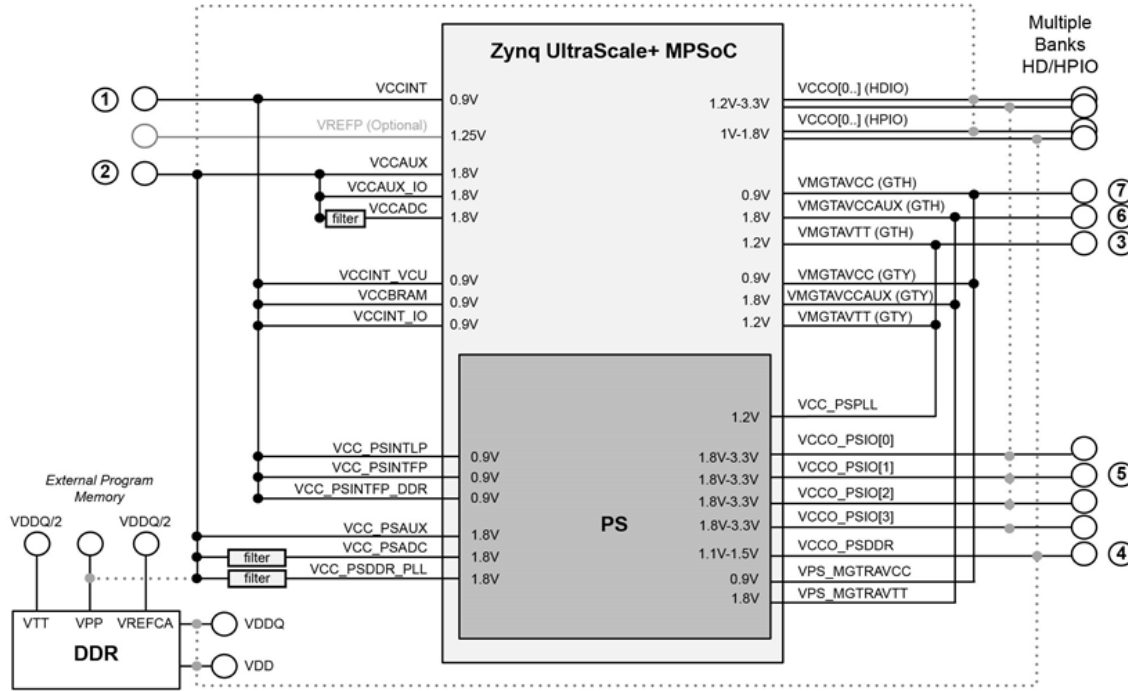 Multiple
Banks
HD/HPIO
Zynq UltraScale+ MPSoC
1
VCCINT
0.9V
VREFP (Optional)
1.25V
2
VCCAUX
1.8V
VCCAUX_IO
1.8V
filter
VCCADC
1.8V
VCCINT_VCU
0.9V
VCCBRAM
0.9V
VCCINT_IO
0.9V
1.2V-3.3V
VCCO[0..] (HDIO)
1V-1.8V
VCCO[0..] (HPIO)
0.9V
VMGTAVCC (GTH)
7
1.8V
VMGTAVCCAUX (GTH)
6
1.2V
VMGTAVTT (GTH)
3
0.9V
VMGTAVCC (GTY)
1.8V
VMGTAVCCAUX (GTY)
1.2V
VMGTAVTT (GTY)
PS
VCC_PSINTLP
0.9V
VCC_PSINTFP
0.9V
VCC_PSINTFP_DDR
0.9V
VCC_PSAUX
1.8V
filter
VCC_PSADC
1.8V
filter
VCC_PSDDR_PLL
1.8V
1.2V
VCC_PSPLL
1.8V-3.3V
VCCO_PSIO[0]
1.8V-3.3V
VCCO_PSIO[1]
5
1.8V-3.3V
VCCO_PSIO[2]
1.8V-3.3V
VCCO_PSIO[3]
1.1V-1.5V
VCCO_PSDDR
4
0.9V
VPS_MGTRAVCC
1.8V
VPS_MGTRAVTT
External Program
Memory
VDDQ/2
VDDQ/2
VTT
VPP
VREFCA
DDR
VDDQ
VDD